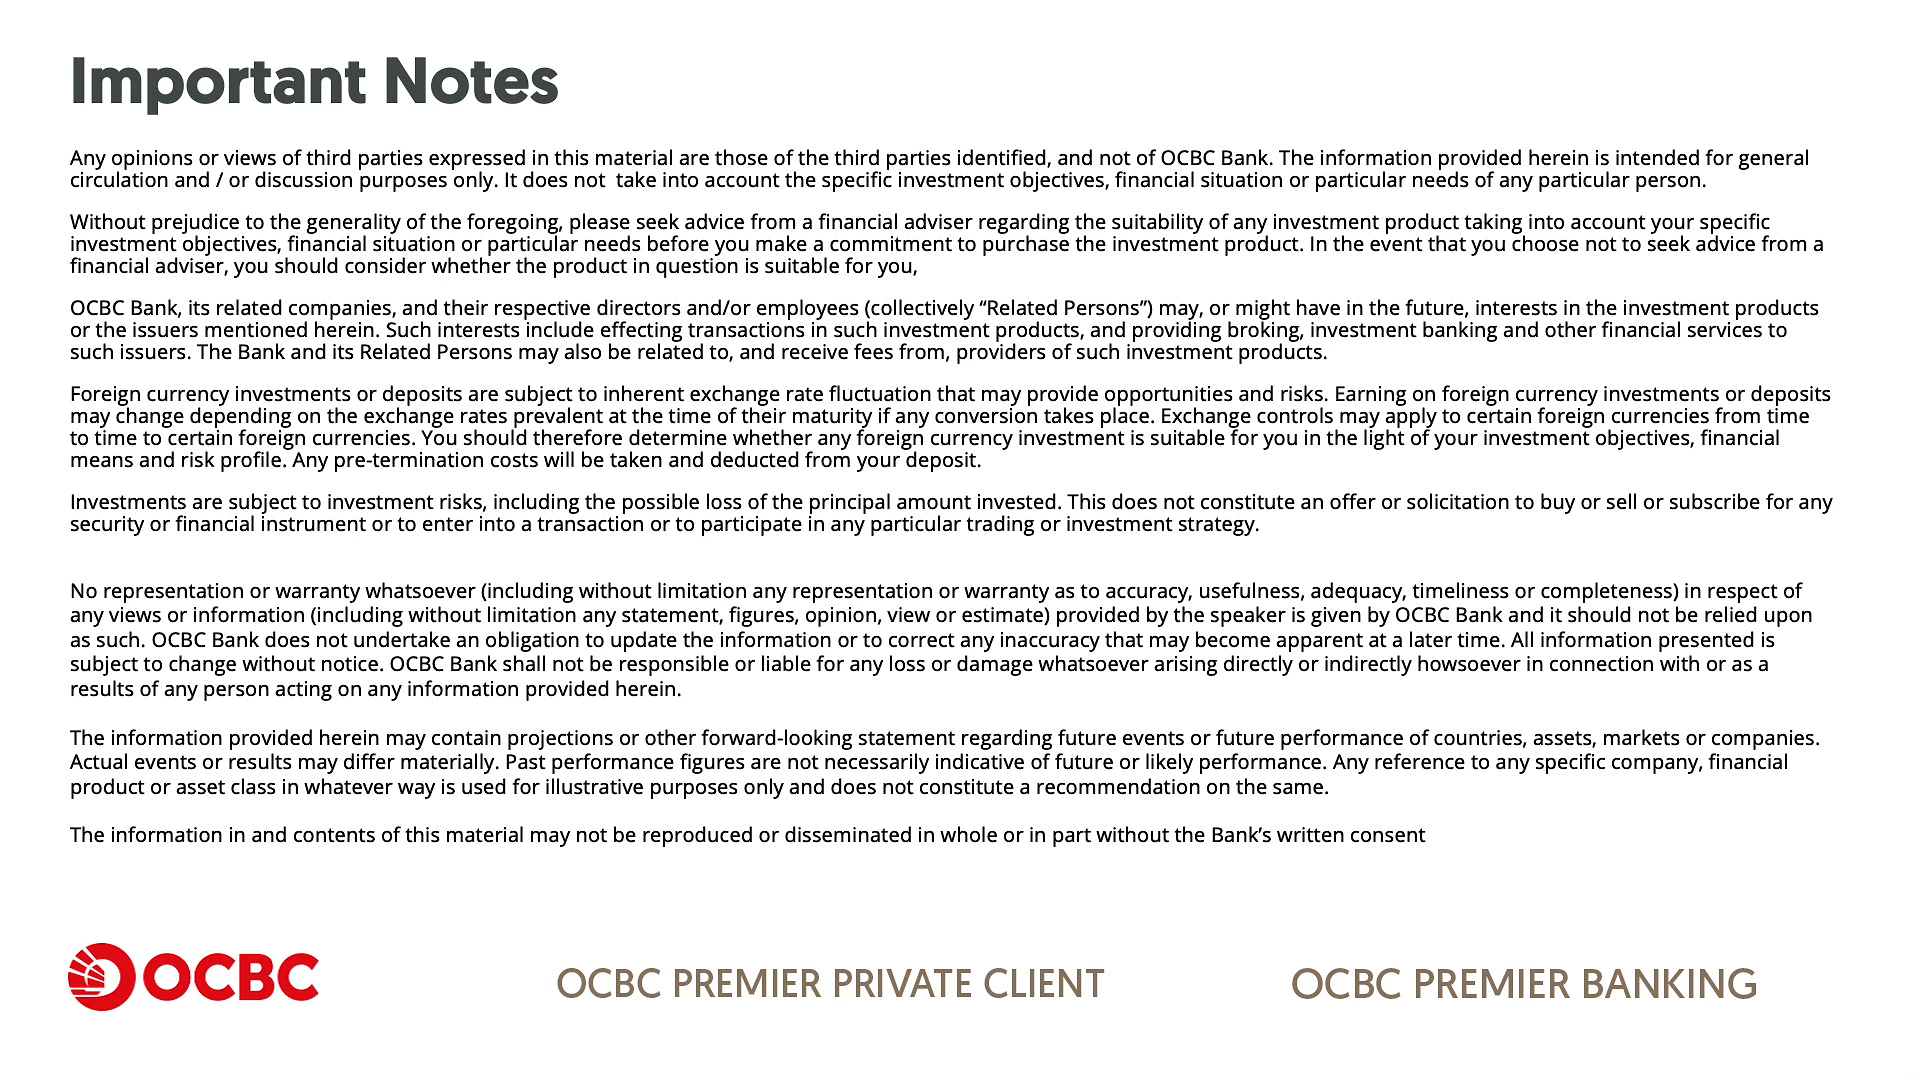 Important Notes
Any opinions or views of third parties expressed in this material are those of the third parties identified, and not of OCBC Bank. The information provided herein is intended for general
circulation and / or discussion purposes only. It does not  take into account the specific investment objectives, financial situation or particular needs of any particular person.
Without prejudice to the generality of the foregoing, please seek advice from a financial adviser regarding the suitability of any investment product taking into account your specific
investment objectives, financial situation or particular needs before you make a commitment to purchase the investment product. In the event that you choose not to seek advice from a
financial adviser, you should consider whether the product in question is suitable for you,
OCBC Bank, its related companies, and their respective directors and/or employees (collectively “Related Persons”) may, or might have in the future, interests in the investment products
or the issuers mentioned herein. Such interests include effecting transactions in such investment products, and providing broking, investment banking and other financial services to
such issuers. The Bank and its Related Persons may also be related to, and receive fees from, providers of such investment products.
Foreign currency investments or deposits are subject to inherent exchange rate fluctuation that may provide opportunities and risks. Earning on foreign currency investments or deposits
may change depending on the exchange rates prevalent at the time of their maturity if any conversion takes place. Exchange controls may apply to certain foreign currencies from time
to time to certain foreign currencies. You should therefore determine whether any foreign currency investment is suitable for you in the light of your investment objectives, financial
means and risk profile. Any pre-termination costs will be taken and deducted from your deposit.
Investments are subject to investment risks, including the possible loss of the principal amount invested. This does not constitute an offer or solicitation to buy or sell or subscribe for any
security or financial instrument or to enter into a transaction or to participate in any particular trading or investment strategy.
No representation or warranty whatsoever (including without limitation any representation or warranty as to accuracy, usefulness, adequacy, timeliness or completeness) in respect of
any views or information (including without limitation any statement, figures, opinion, view or estimate) provided by the speaker is given by OCBC Bank and it should not be relied upon
as such. OCBC Bank does not undertake an obligation to update the information or to correct any inaccuracy that may become apparent at a later time. All information presented is
subject to change without notice. OCBC Bank shall not be responsible or liable for any loss or damage whatsoever arising directly or indirectly howsoever in connection with or as a
results of any person acting on any information provided herein.
The information provided herein may contain projections or other forward-looking statement regarding future events or future performance of countries, assets, markets or companies.
Actual events or results may differ materially. Past performance figures are not necessarily indicative of future or likely performance. Any reference to any specific company, financial
product or asset class in whatever way is used for illustrative purposes only and does not constitute a recommendation on the same.
The information in and contents of this material may not be reproduced or disseminated in whole or in part without the Bank’s written consent
OCBC
OCBC PREMIER PRIVATE CLIENT
OCBC PREMIER BANKING